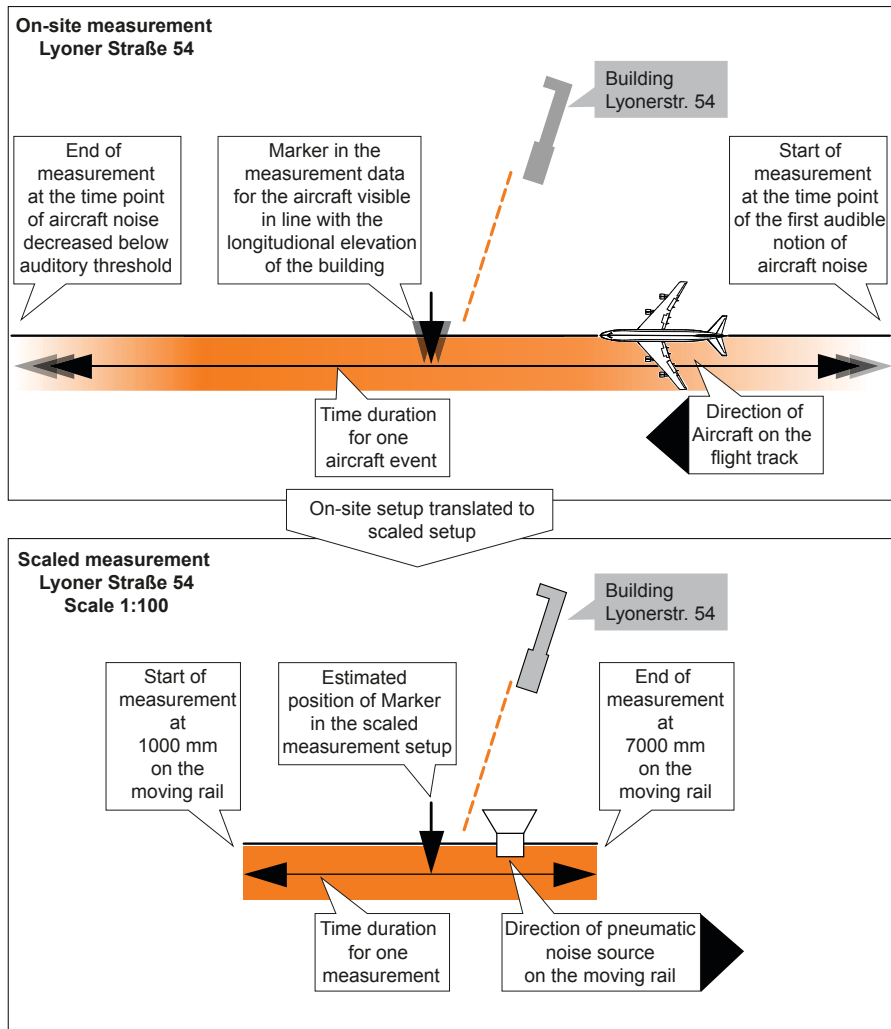 On-site measurement
Lyoner Straße 54
Building
Lyonerstr. 54
End of
measurement
at the time point
of aircraft noise
decreased below
auditory threshold
Marker in the
measurement data
for the aircraft visible
in line with the
longitudional elevation
of the building
Start of
measurement
at the time point
of the first audible
notion of
aircraft noise
Time duration
for one
aircraft event
Direction of
Aircraft on the
flight track
On-site setup translated to
scaled setup
Scaled measurement
Lyoner Straße 54
Scale 1:100
Building
Lyonerstr. 54
Start of
measurement
at
1000 mm
on the
moving rail
Estimated
position of Marker
in the scaled
measurement setup
End of
measurement
at
7000 mm
on the
moving rail
Time duration
for one
measurement
Direction of pneumatic
noise source
on the moving rail